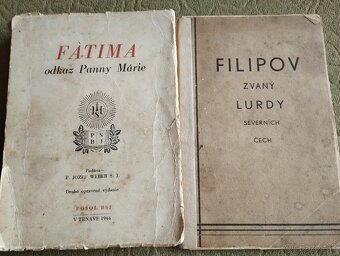 FÁTIMA
odkaz Panny Márie
P S
B J
Podáva:
P. JOZEF WEBER S. J.
Druhé opravené vydanie
POSOL BSJ
V TRNAVE 1946
FILIPOV
ZVANÝ
LURDY
SEVERNÍCH
ČECH